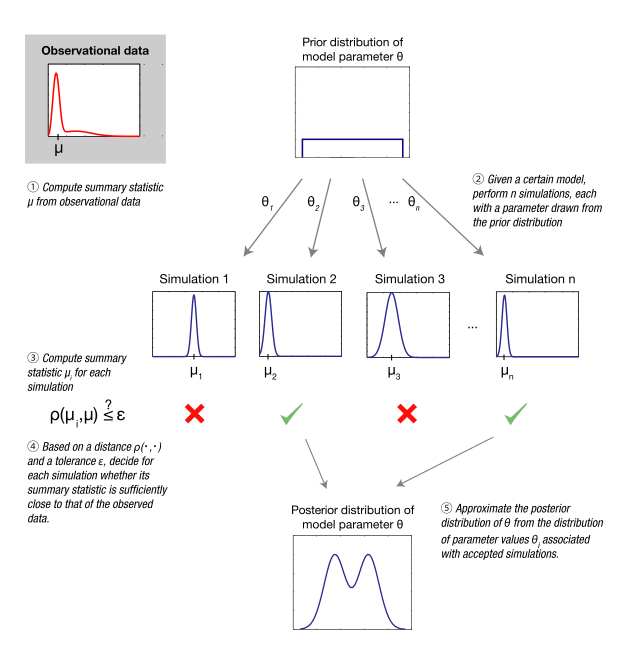 Observational data
μ
① Compute summary statistic
μ from observational data
Prior distribution of
model parameter θ
② Given a certain model,
perform n simulations, each
with a parameter drawn from
the prior distribution
θ1 θ2 θ3 ... θn
Simulation 1 Simulation 2 Simulation 3 Simulation n
...
μ1 μ2 μ3 μn
③ Compute summary
statistic μi for each
simulation
?
ρ(μi,μ) ≤ ε
④ Based on a distance ρ(·,·)
and a tolerance ε, decide for
each simulation whether its
summary statistic is sufficiently
close to that of the observed
data.
Posterior distribution of
model parameter θ
⑤ Approximate the posterior
distribution of θ from the distribution
of parameter values θi associated
with accepted simulations.